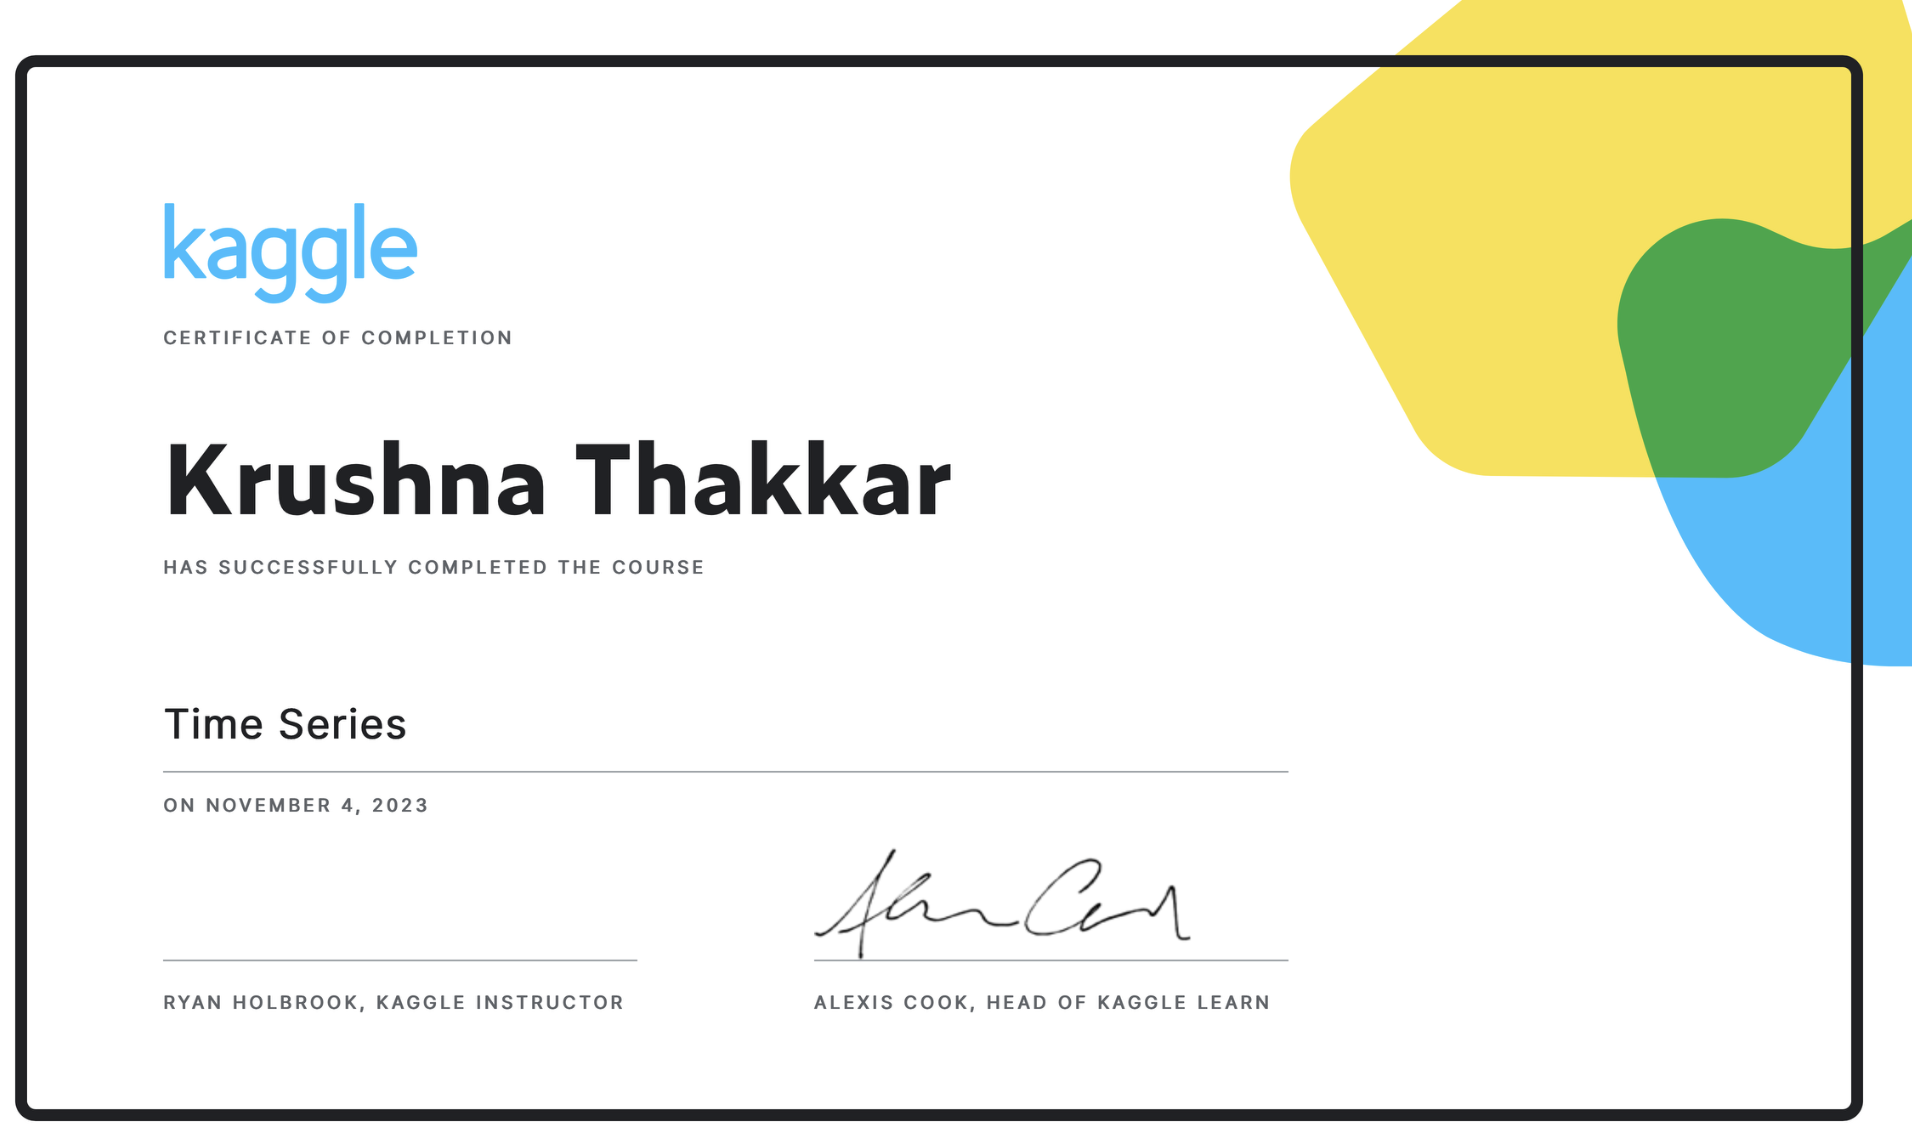 kaggle
CERTIFICATE OF COMPLETION
Krushna Thakkar
HAS SUCCESSFULLY COMPLETED THE COURSE
Time Series
ON NOVEMBER 4, 2023
RYAN HOLBROOK, KAGGLE INSTRUCTOR
ALEXIS COOK, HEAD OF KAGGLE LEARN